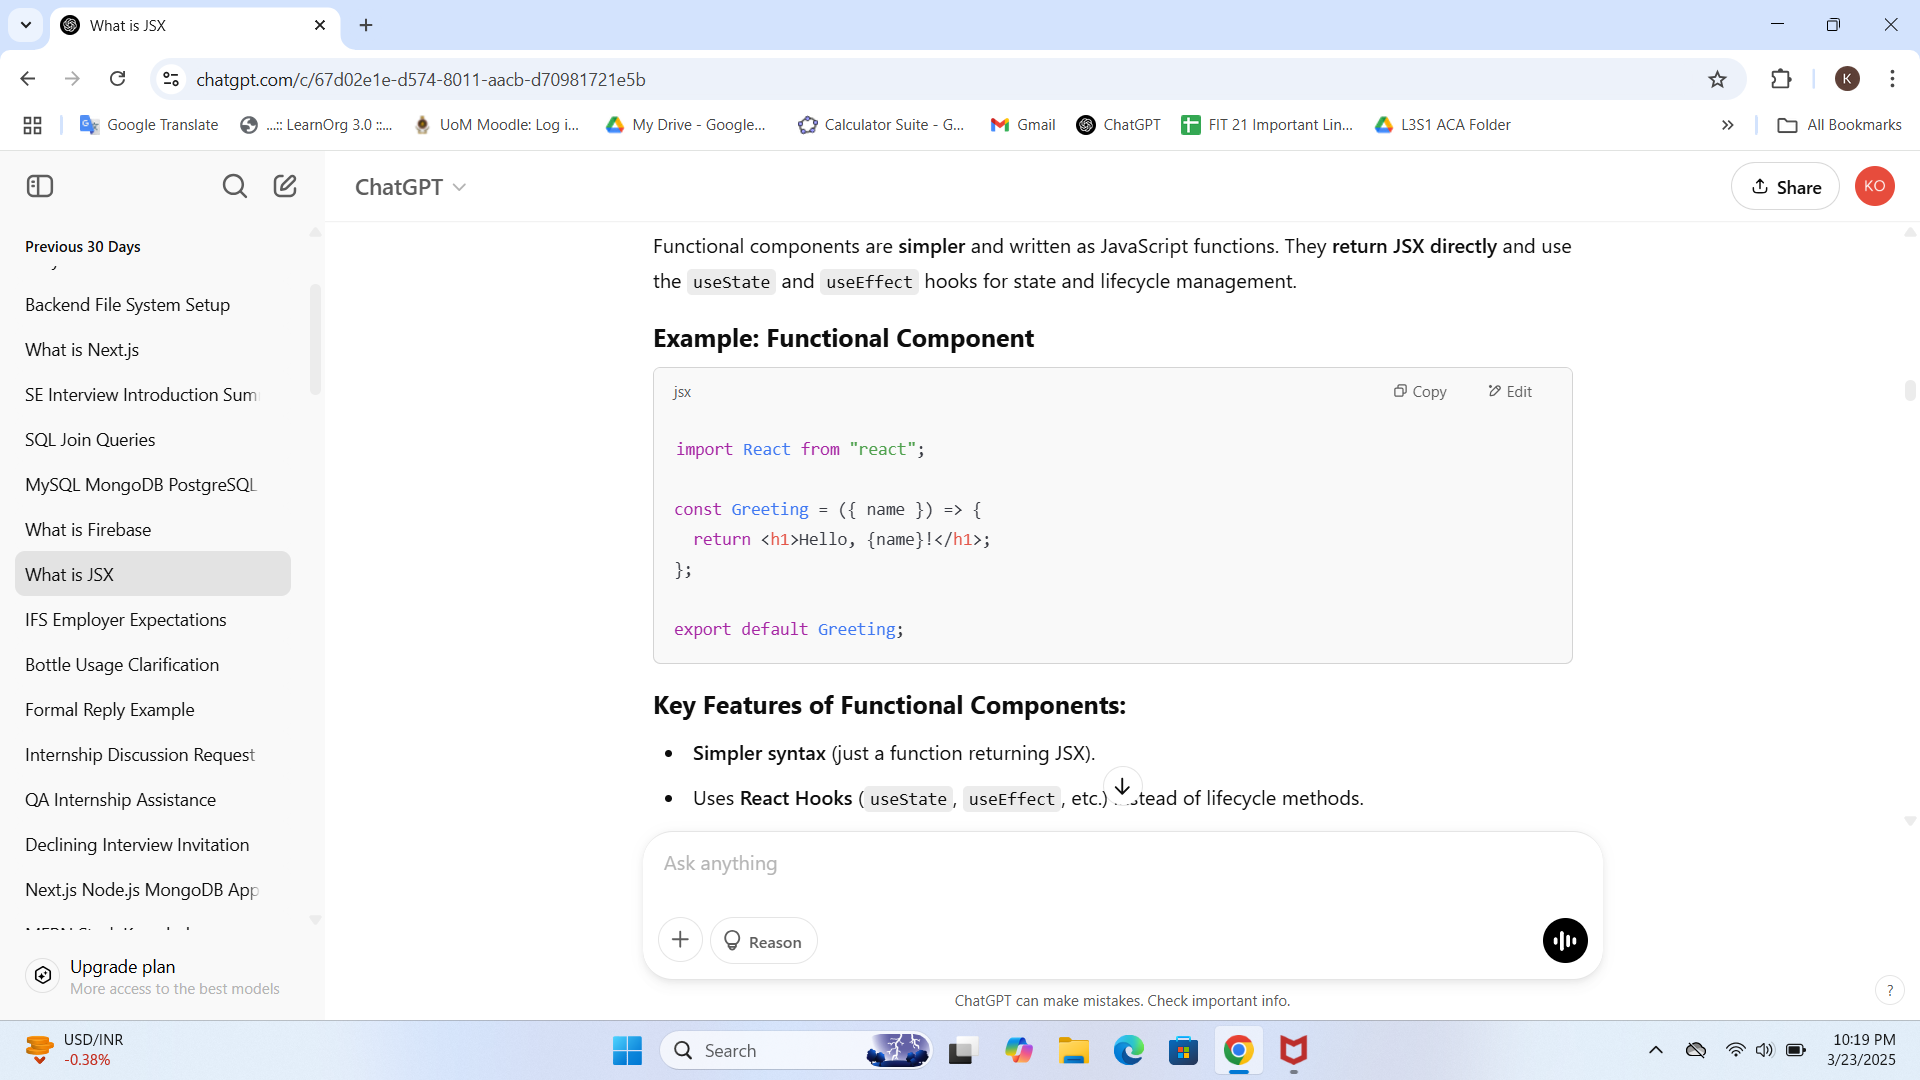 What is JSX
chatgpt.com/c/67d02e1e-d574-8011-aacb-d70981721e5b
K
Google Translate
...:: LearnOrg 3.0 ::...
UoM Moodle: Log i...
My Drive - Google...
Calculator Suite - G...
Gmail
ChatGPT
FIT 21 Important Lin...
L3S1 ACA Folder
All Bookmarks
ChatGPT
Share
KO
Previous 30 Days
Backend File System Setup
What is Next.js
SE Interview Introduction Sum
SQL Join Queries
MySQL MongoDB PostgreSQL
What is Firebase
What is JSX
IFS Employer Expectations
Bottle Usage Clarification
Formal Reply Example
Internship Discussion Request
QA Internship Assistance
Declining Interview Invitation
Next.js Node.js MongoDB App
Upgrade plan
More access to the best models
Functional components are simpler and written as JavaScript functions. They return JSX directly and use
the useState and useEffect hooks for state and lifecycle management.
Example: Functional Component
jsx
Copy
Edit
import React from "react";
const Greeting = ({ name }) => {
return <h1>Hello, {name}!</h1>;
};
export default Greeting;
Key Features of Functional Components:
• Simpler syntax (just a function returning JSX).
• Uses React Hooks (useState, useEffect, etc.) instead of lifecycle methods.
Ask anything
Reason
ChatGPT can make mistakes. Check important info.
?
USD/INR
-0.38%
Search
10:19 PM
3/23/2025